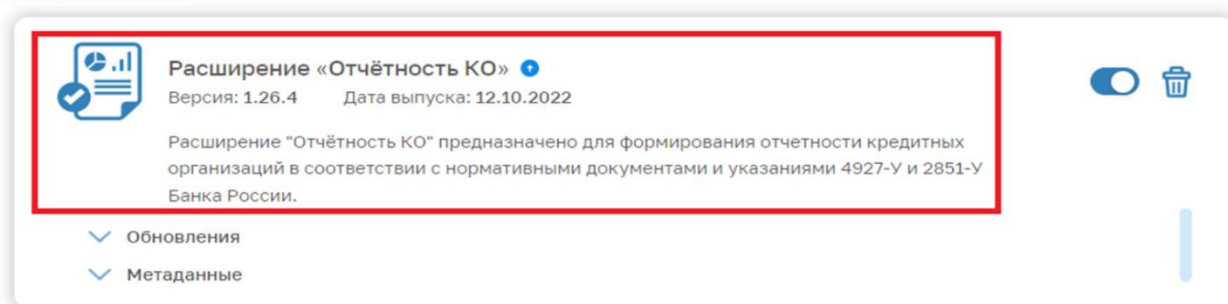 Расширение «Отчётность КО»
Версия: 1.26.4 Дата выпуска: 12.10.2022
Расширение "Отчётность КО" предназначено для формирования отчетности кредитных
организаций в соответствии с нормативными документами и указаниями 4927-У и 2851-У
Банка России.
Обновления
Метаданные